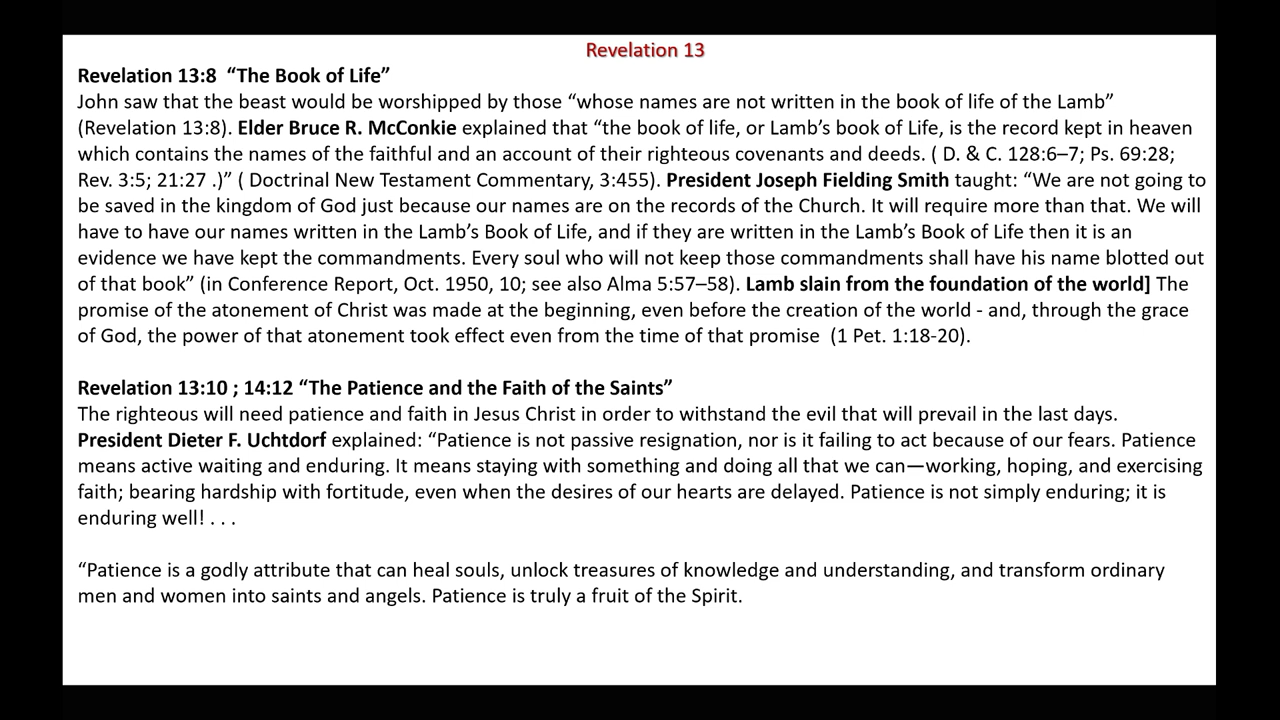 Revelation 13
Revelation 13:8  “The Book of Life”
John saw that the beast would be worshipped by those “whose names are not written in the book of life of the Lamb”
(Revelation 13:8). Elder Bruce R. McConkie explained that “the book of life, or Lamb’s book of Life, is the record kept in heaven
which contains the names of the faithful and an account of their righteous covenants and deeds. ( D. & C. 128:6–7; Ps. 69:28;
Rev. 3:5; 21:27 .)” ( Doctrinal New Testament Commentary, 3:455). President Joseph Fielding Smith taught: “We are not going to
be saved in the kingdom of God just because our names are on the records of the Church. It will require more than that. We will
have to have our names written in the Lamb’s Book of Life, and if they are written in the Lamb’s Book of Life then it is an
evidence we have kept the commandments. Every soul who will not keep those commandments shall have his name blotted out
of that book” (in Conference Report, Oct. 1950, 10; see also Alma 5:57–58). Lamb slain from the foundation of the world] The
promise of the atonement of Christ was made at the beginning, even before the creation of the world - and, through the grace
of God, the power of that atonement took effect even from the time of that promise  (1 Pet. 1:18-20).
Revelation 13:10 ; 14:12 “The Patience and the Faith of the Saints”
The righteous will need patience and faith in Jesus Christ in order to withstand the evil that will prevail in the last days.
President Dieter F. Uchtdorf explained: “Patience is not passive resignation, nor is it failing to act because of our fears. Patience
means active waiting and enduring. It means staying with something and doing all that we can—working, hoping, and exercising
faith; bearing hardship with fortitude, even when the desires of our hearts are delayed. Patience is not simply enduring; it is
enduring well! . . .
“Patience is a godly attribute that can heal souls, unlock treasures of knowledge and understanding, and transform ordinary
men and women into saints and angels. Patience is truly a fruit of the Spirit.